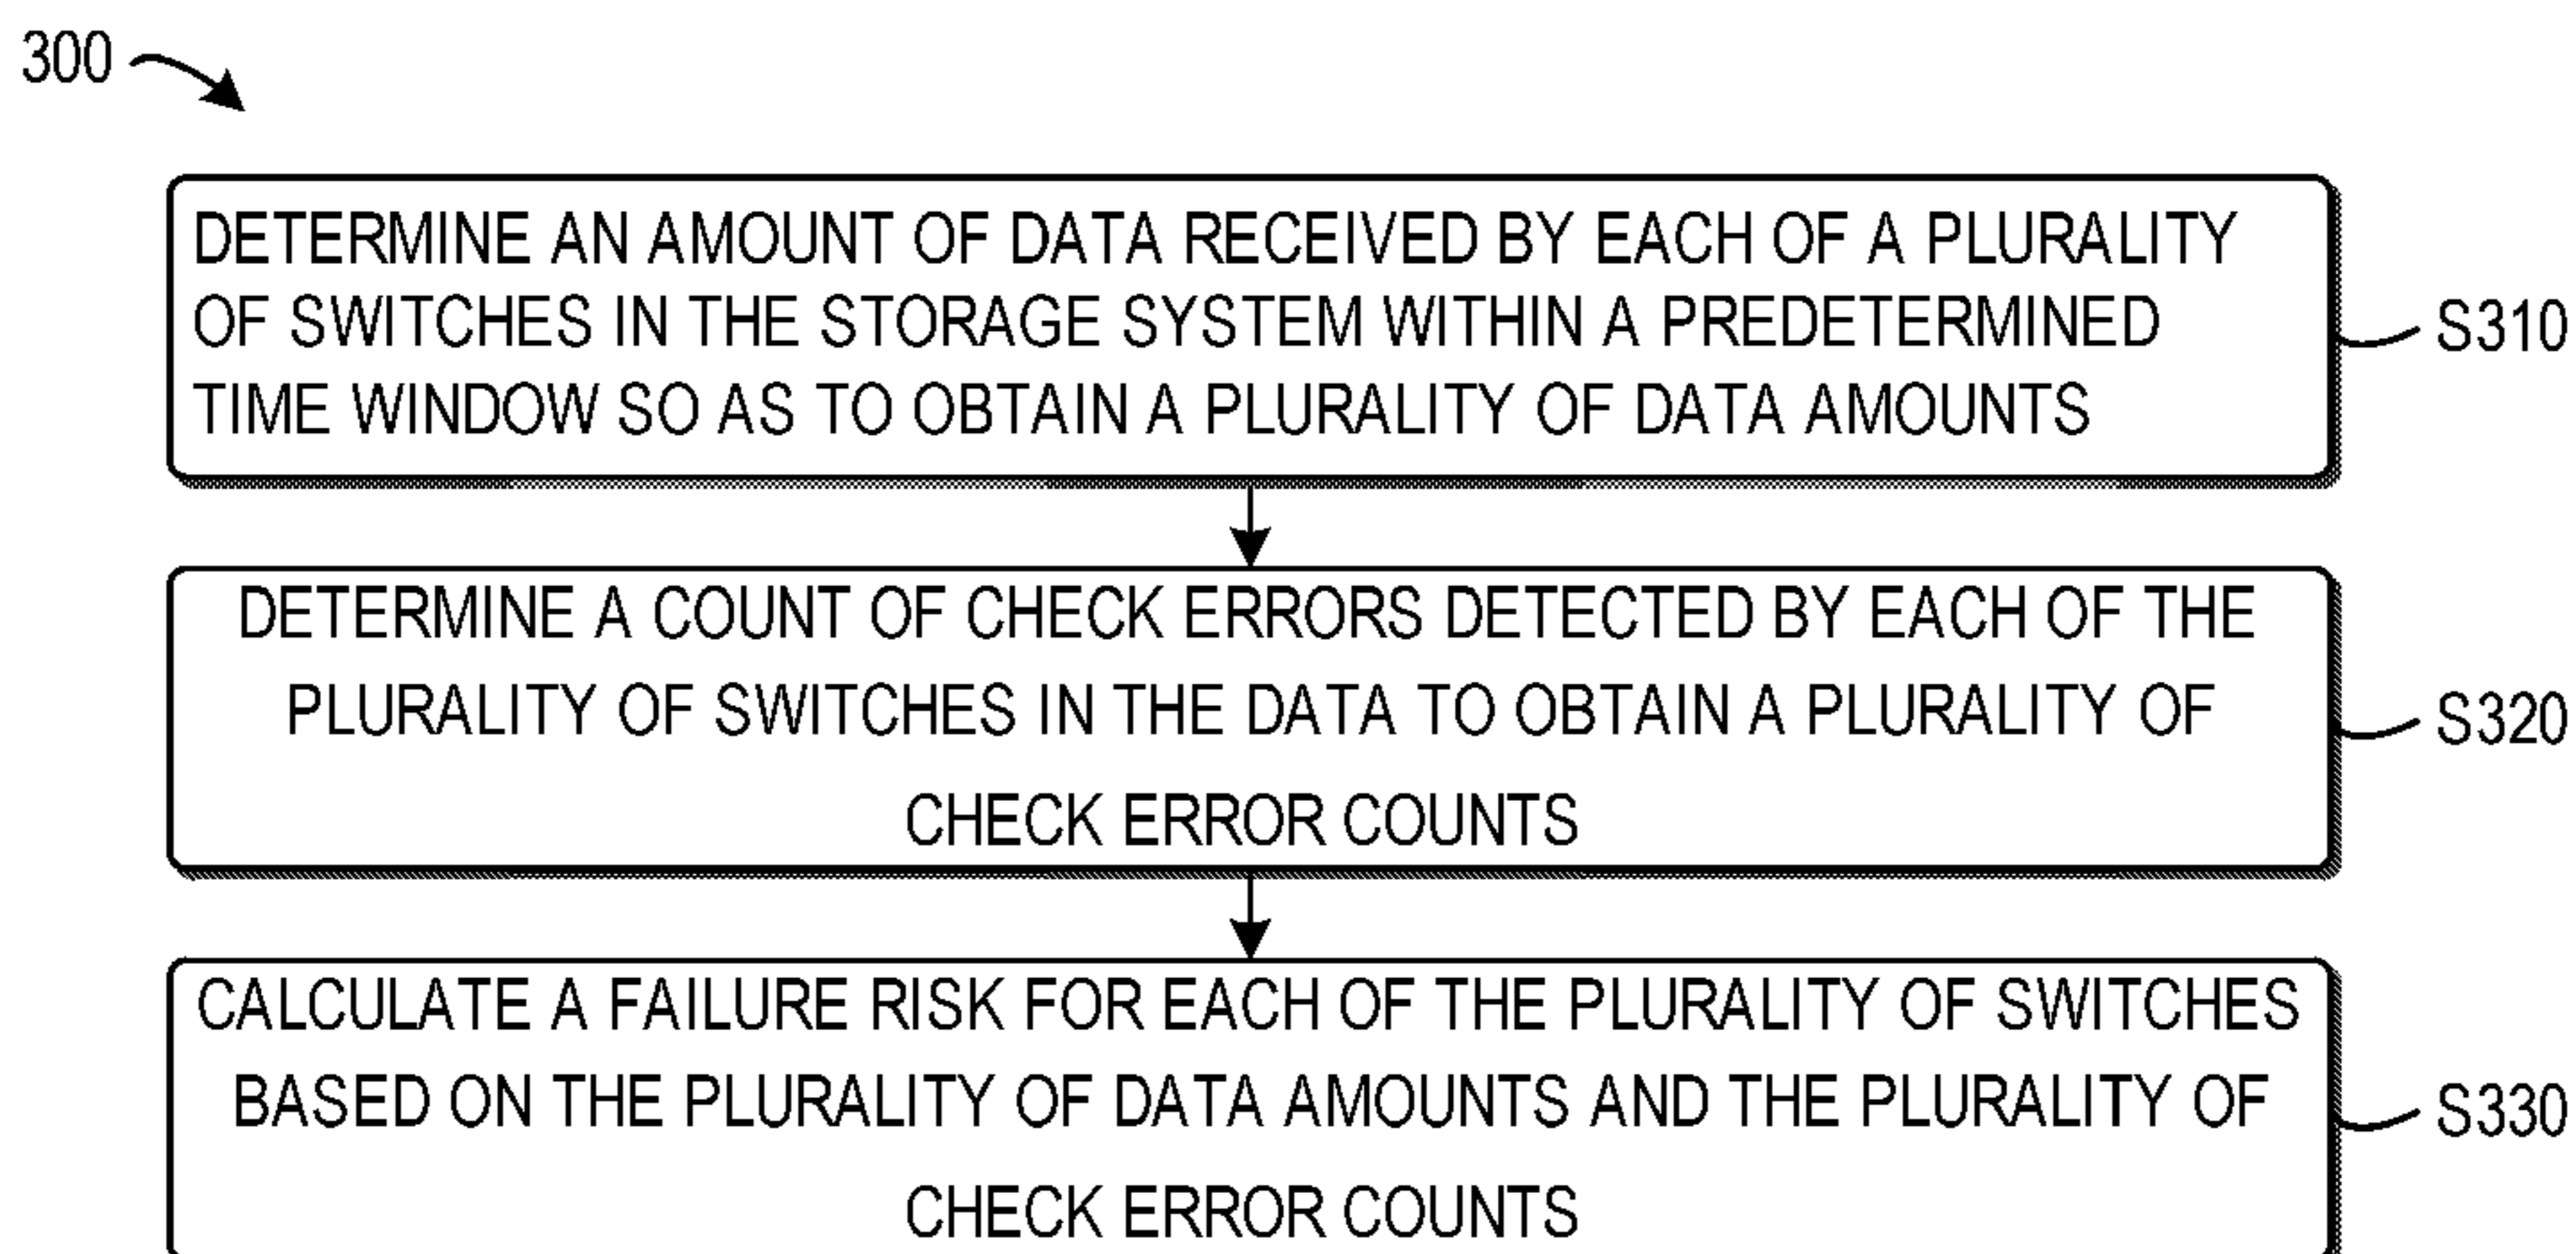 300
DETERMINE AN AMOUNT OF DATA RECEIVED BY EACH OF A PLURALITY
OF SWITCHES IN THE STORAGE SYSTEM WITHIN A PREDETERMINED
TIME WINDOW SO AS TO OBTAIN A PLURALITY OF DATA AMOUNTS
S310
DETERMINE A COUNT OF CHECK ERRORS DETECTED BY EACH OF THE
PLURALITY OF SWITCHES IN THE DATA TO OBTAIN A PLURALITY OF
CHECK ERROR COUNTS
S320
CALCULATE A FAILURE RISK FOR EACH OF THE PLURALITY OF SWITCHES
BASED ON THE PLURALITY OF DATA AMOUNTS AND THE PLURALITY OF
CHECK ERROR COUNTS
S330